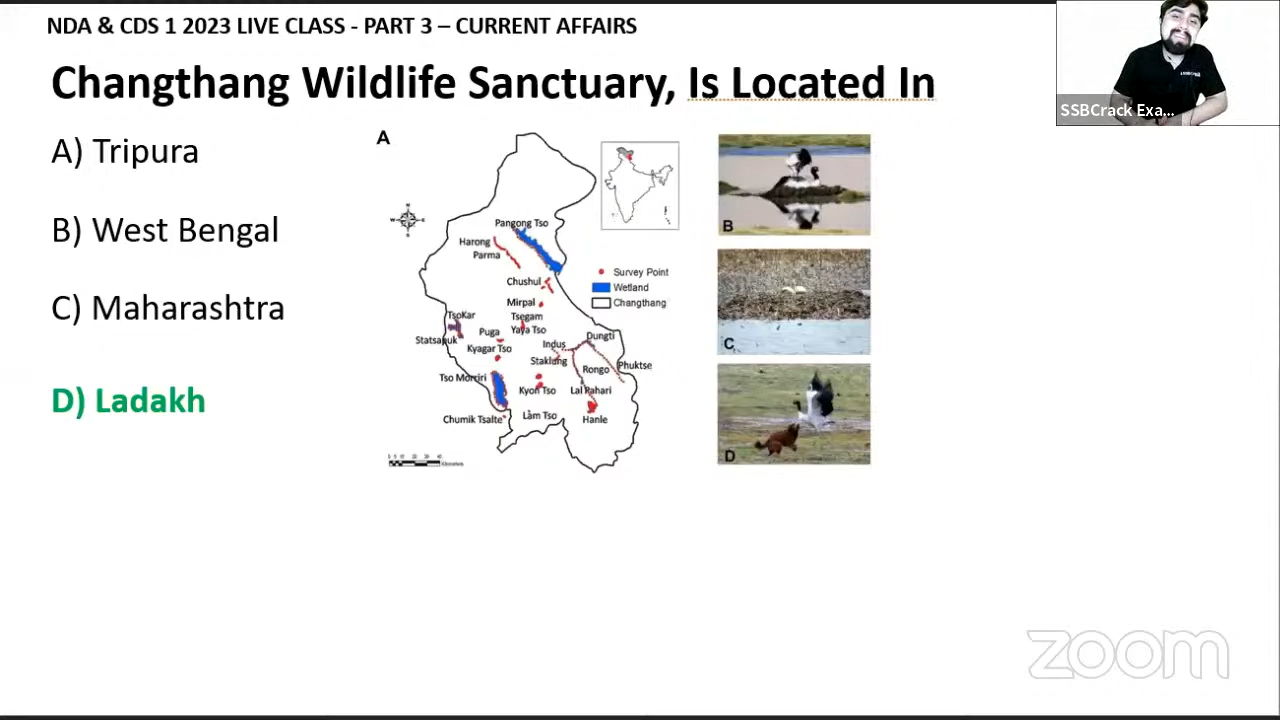 NDA & CDS 1 2023 LIVE CLASS - PART 3 – CURRENT AFFAIRS
Changthang Wildlife Sanctuary, Is Located In
SSBCrack Exa...
A) Tripura
B) West Bengal
C) Maharashtra
D) Ladakh
A
Pangong Tso
Harong
Parma
Chushul
Mirpal
TsoKar
Tsegam
Yaya Tso
Puga
Statsapuk
Kyagar Tso
Indus
Dungti
Staklung
Rongo
Phuktse
Tso Morriri
Kyon Tso
Lal Pahari
Chumik Tsalte
Lam Tso
Hanle
Survey Point
Wetland
Changthang
B
C
D
zoom